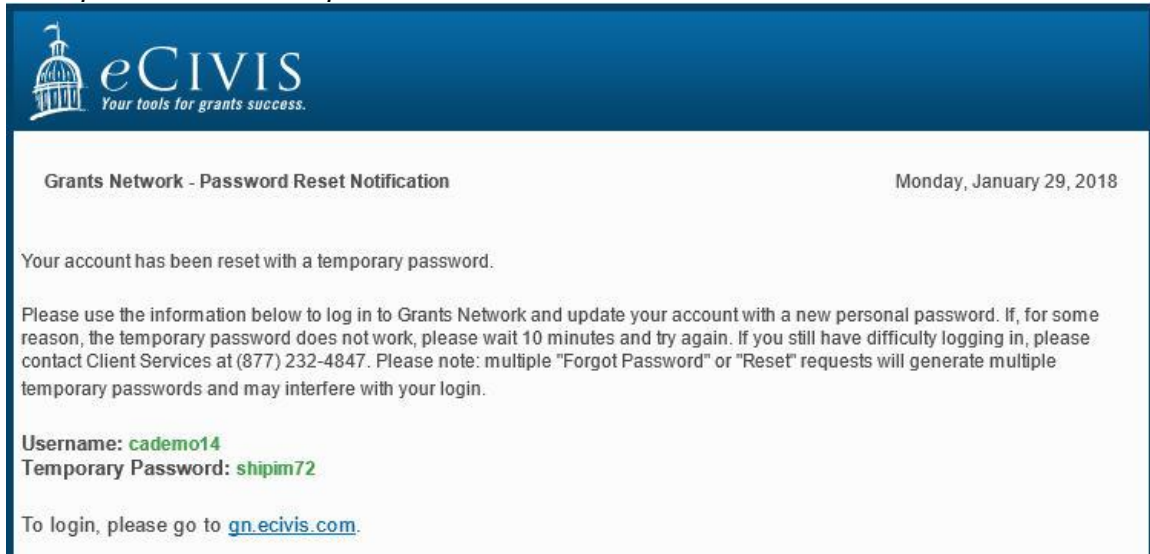 eCIVIS
Your tools for grants success.
Grants Network - Password Reset Notification
Monday, January 29, 2018
Your account has been reset with a temporary password.
Please use the information below to log in to Grants Network and update your account with a new personal password. If, for some
reason, the temporary password does not work, please wait 10 minutes and try again. If you still have difficulty logging in, please
contact Client Services at (877) 232-4847. Please note: multiple "Forgot Password" or "Reset" requests will generate multiple
temporary passwords and may interfere with your login.
Username: cademo14
Temporary Password: shipim72
To login, please go to gn.ecivis.com.